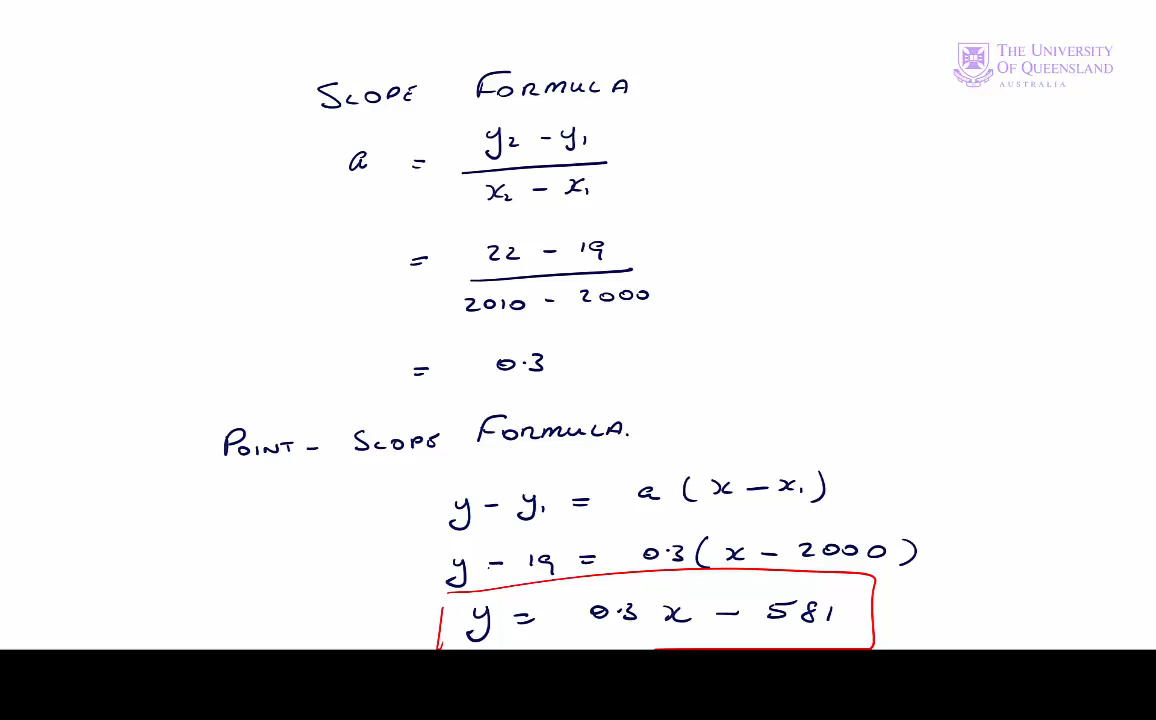 THE UNIVERSITY
OF QUEENSLAND
AUSTRALIA
SLOPE FORMULA
a = y₂ - y₁
x₂ - x₁
= 22 - 19
2010 - 2000
= 0.3
POINT - SLOPE FORMULA.
y - y₁ = a (x - x₁)
y - 19 = 0.3 (x - 2000)
y = 0.3 x - 581